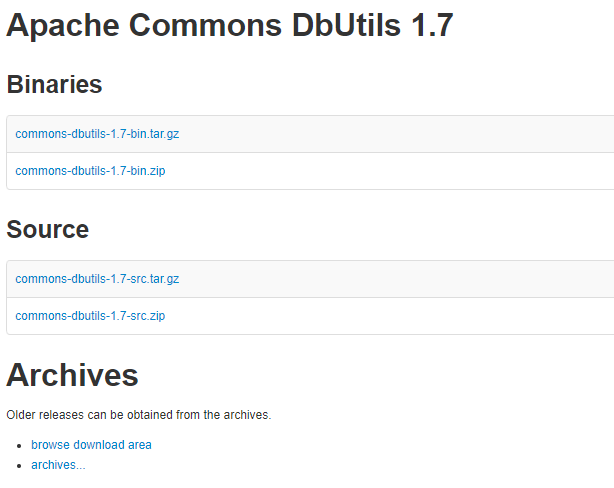 Apache Commons DbUtils 1.7
Binaries
commons-dbutils-1.7-bin.tar.gz
commons-dbutils-1.7-bin.zip
Source
commons-dbutils-1.7-src.tar.gz
commons-dbutils-1.7-src.zip
Archives
Older releases can be obtained from the archives.
browse download area
archives...